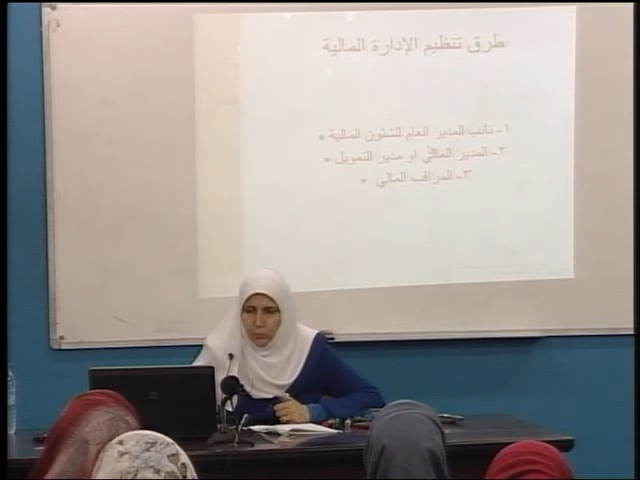 طرق تنظيم الإدارة المالية
١- نائب المدير العام للشئون المالية *
٢- المدير المالي او مدير التمويل *
٣- المراقب المالي *